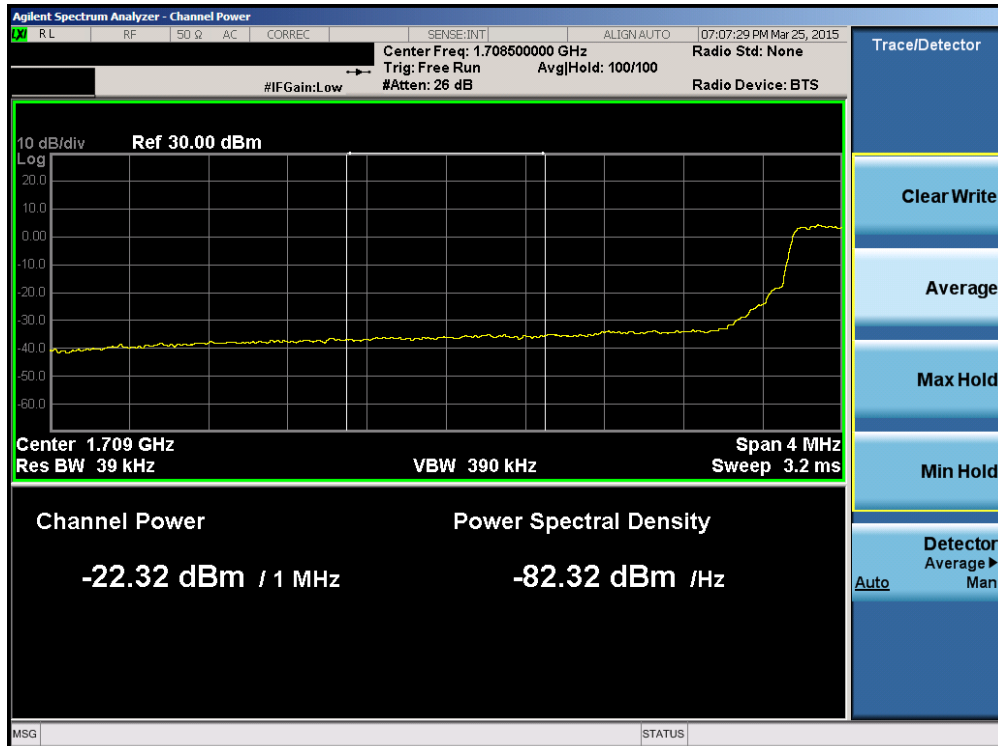 Agilent Spectrum Analyzer - Channel Power
LXI RL RF 50 Ω AC CORREC SENSE:INT ALIGN AUTO 07:07:29 PM Mar 25, 2015
Center Freq: 1.708500000 GHz Radio Std: None
Trig: Free Run Avg|Hold: 100/100
#IFGain:Low #Atten: 26 dB Radio Device: BTS
10 dB/div Ref 30.00 dBm
Log
20.0
10.0
0.00
-10.0
-20.0
-30.0
-40.0
-50.0
-60.0
Center 1.709 GHz Span 4 MHz
Res BW 39 kHz VBW 390 kHz Sweep 3.2 ms
Channel Power Power Spectral Density
-22.32 dBm / 1 MHz -82.32 dBm /Hz
MSG STATUS
Trace/Detector
Clear Write
Average
Max Hold
Min Hold
Detector
Average▶
Auto Man